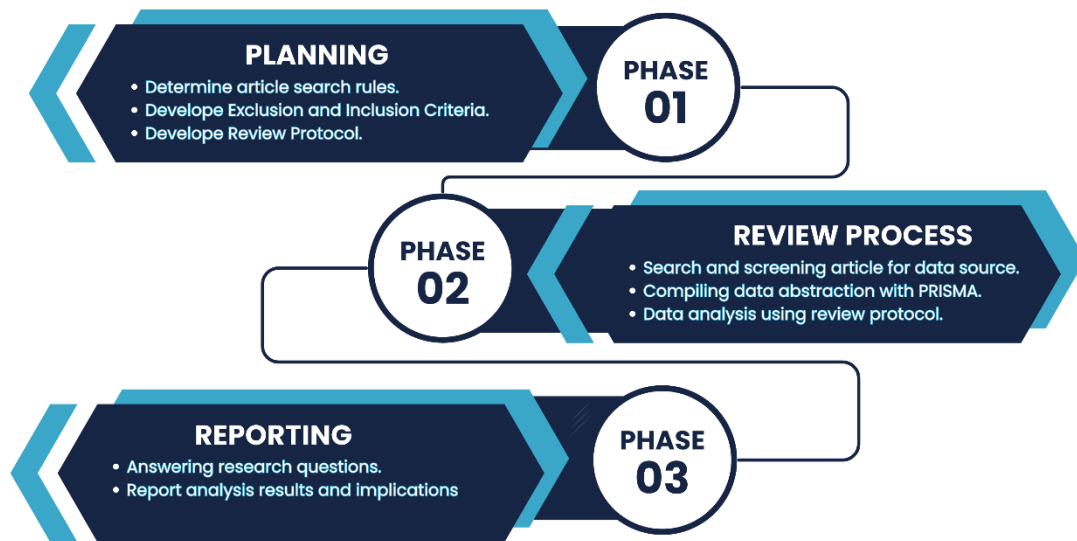 PLANNING
• Determine article search rules.
• Develope Exclusion and Inclusion Criteria.
• Develope Review Protocol.
PHASE
01
PHASE
02
REVIEW PROCESS
• Search and screening article for data source.
• Compiling data abstraction with PRISMA.
• Data analysis using review protocol.
REPORTING
• Answering research questions.
• Report analysis results and implications
PHASE
03